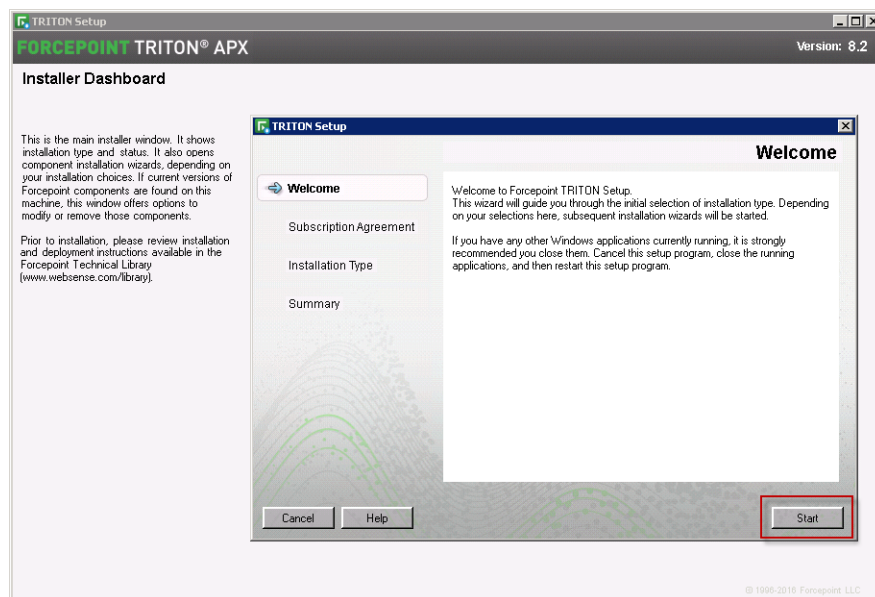 TRITON Setup
FORCEPOINT TRITON® APX
Version: 8.2
Installer Dashboard
This is the main installer window. It shows
installation type and status. It also opens
component installation wizards, depending on
your installation choices. If current versions of
Forcepoint components are found on this
machine, this window offers options to
modify or remove those components.
Prior to installation, please review installation
and deployment instructions available in the
Forcepoint Technical Library
(www.websense.com/library).
TRITON Setup
Welcome
Welcome
Subscription Agreement
Installation Type
Summary
Welcome to Forcepoint TRITON Setup.
This wizard will guide you through the initial selection of installation type. Depending
on your selections here, subsequent installation wizards will be started.
If you have any other Windows applications currently running, it is strongly
recommended you close them. Cancel this setup program, close the running
applications, and then restart this setup program.
Cancel
Help
Start
© 1996-2016 Forcepoint LLC